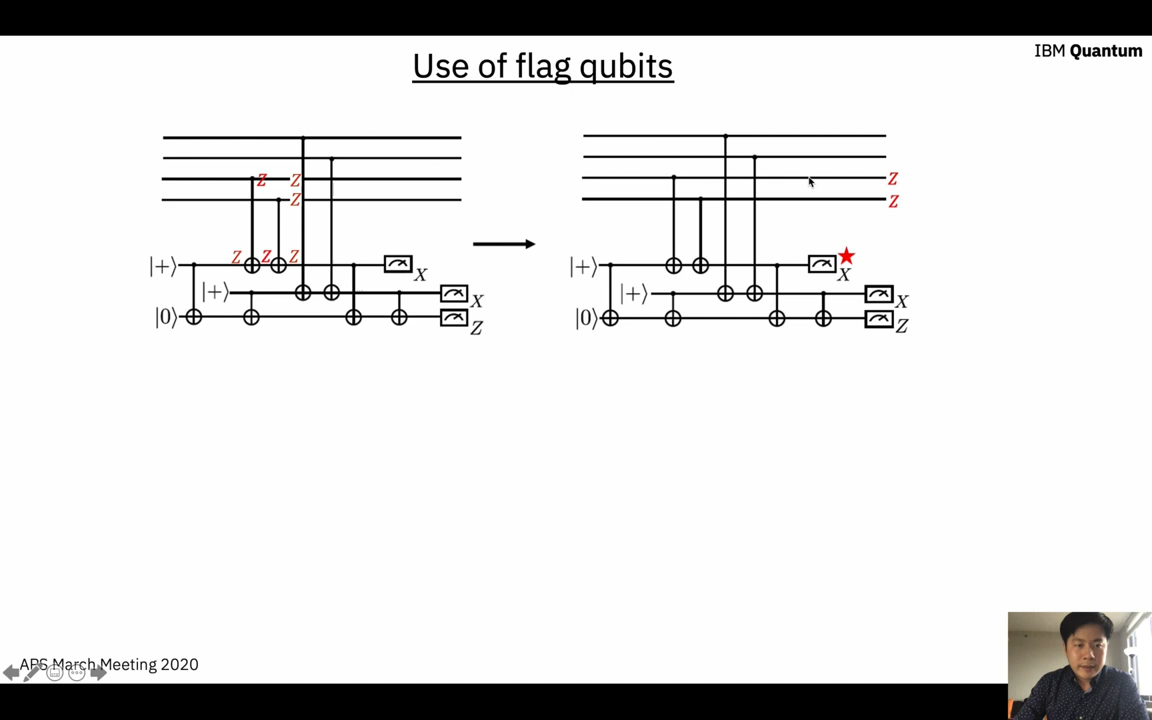 Use of flag qubits
IBM Quantum
Z Z
Z
Z Z Z
|+⟩ X
|+⟩ X
|0⟩ Z
Z
Z
|+⟩ X
|+⟩ X
|0⟩ Z
APS March Meeting 2020